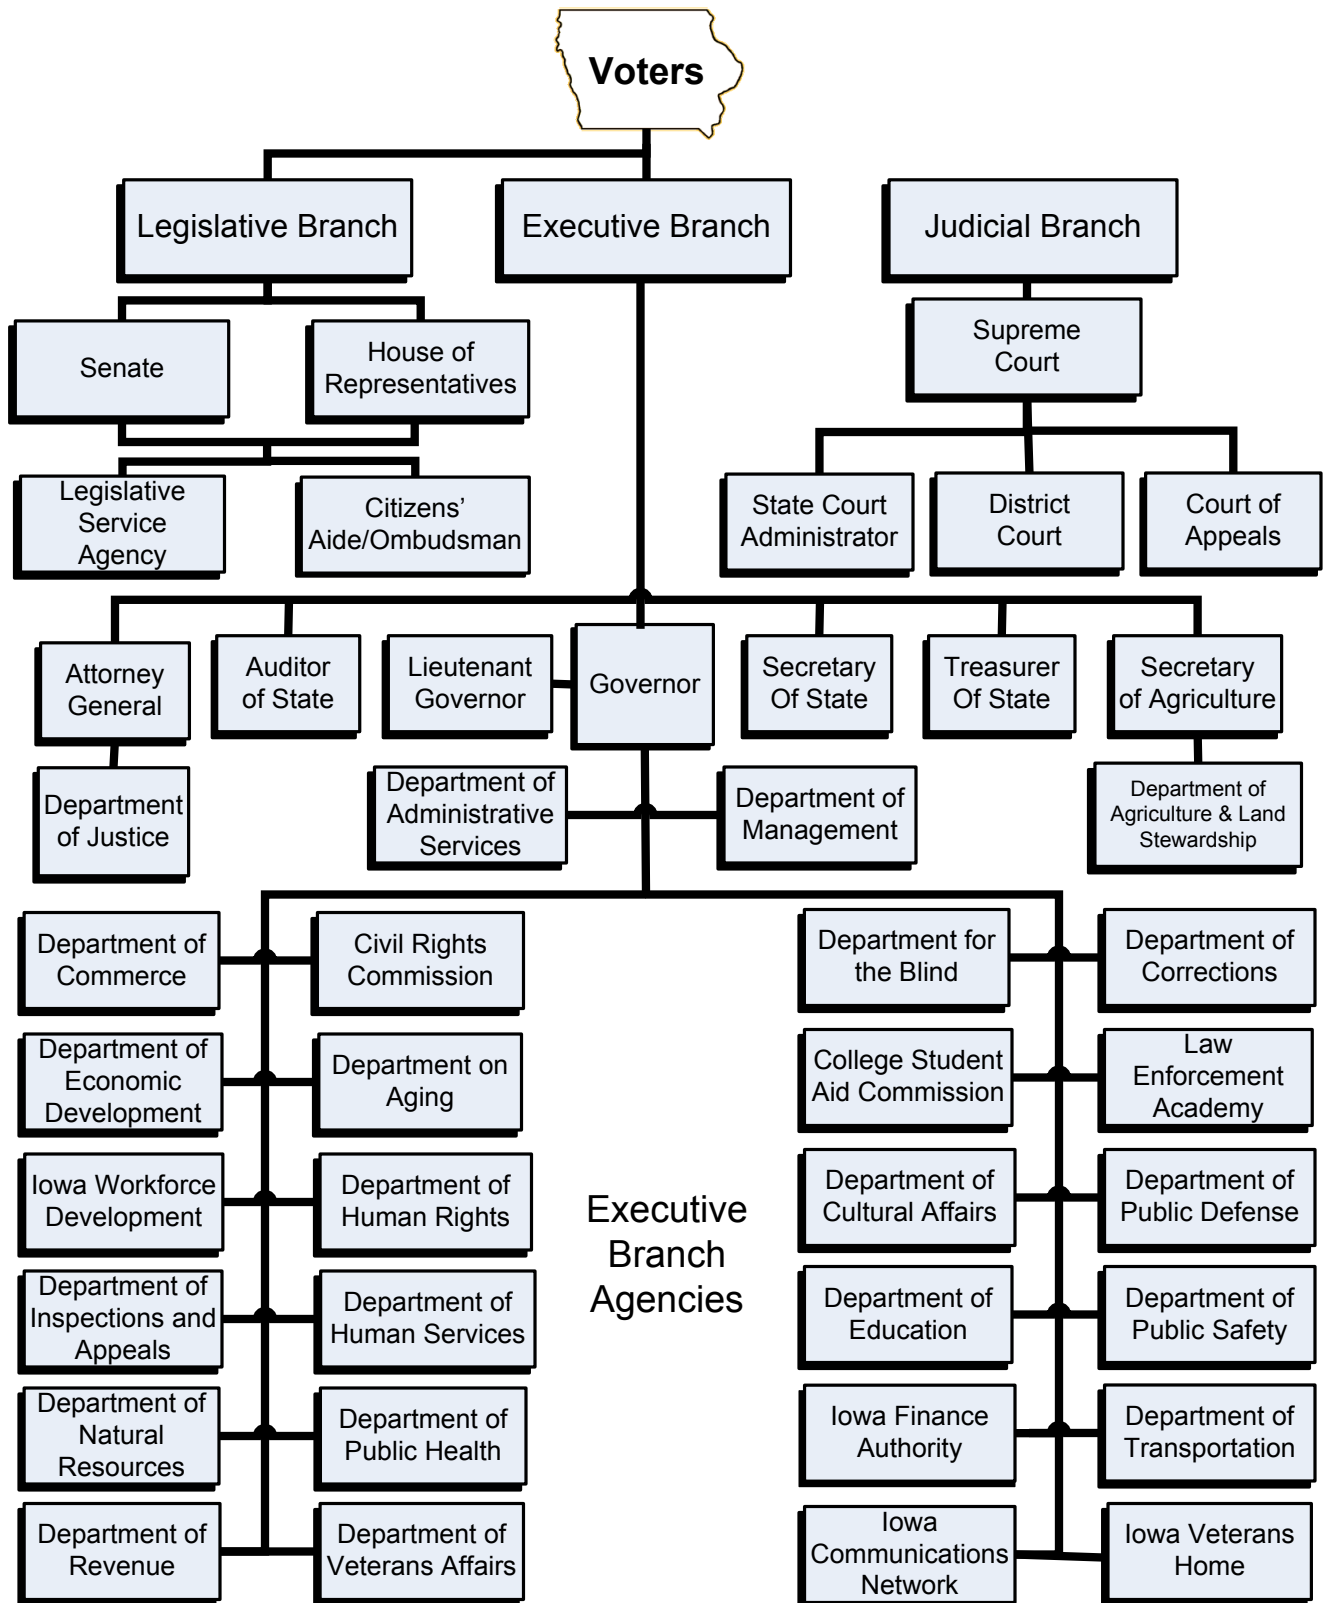 Voters
Legislative Branch
Executive Branch
Judicial Branch
Senate
House of
Representatives
Supreme
Court
Legislative
Service
Agency
Citizens’
Aide/Ombudsman
State Court
Administrator
District
Court
Court of
Appeals
Attorney
General
Auditor
of State
Lieutenant
Governor
Governor
Secretary
Of State
Treasurer
Of State
Secretary
of Agriculture
Department
of Justice
Department of
Administrative
Services
Department of
Management
Department of
Agriculture & Land
Stewardship
Department of
Commerce
Civil Rights
Commission
Department for
the Blind
Department of
Corrections
Department of
Economic
Development
Department on
Aging
College Student
Aid Commission
Law
Enforcement
Academy
Iowa Workforce
Development
Department of
Human Rights
Executive
Branch
Agencies
Department of
Cultural Affairs
Department of
Public Defense
Department of
Inspections and
Appeals
Department of
Human Services
Department of
Education
Department of
Public Safety
Department of
Natural
Resources
Department of
Public Health
Iowa Finance
Authority
Department of
Transportation
Department of
Revenue
Department of
Veterans Affairs
Iowa
Communications
Network
Iowa Veterans
Home